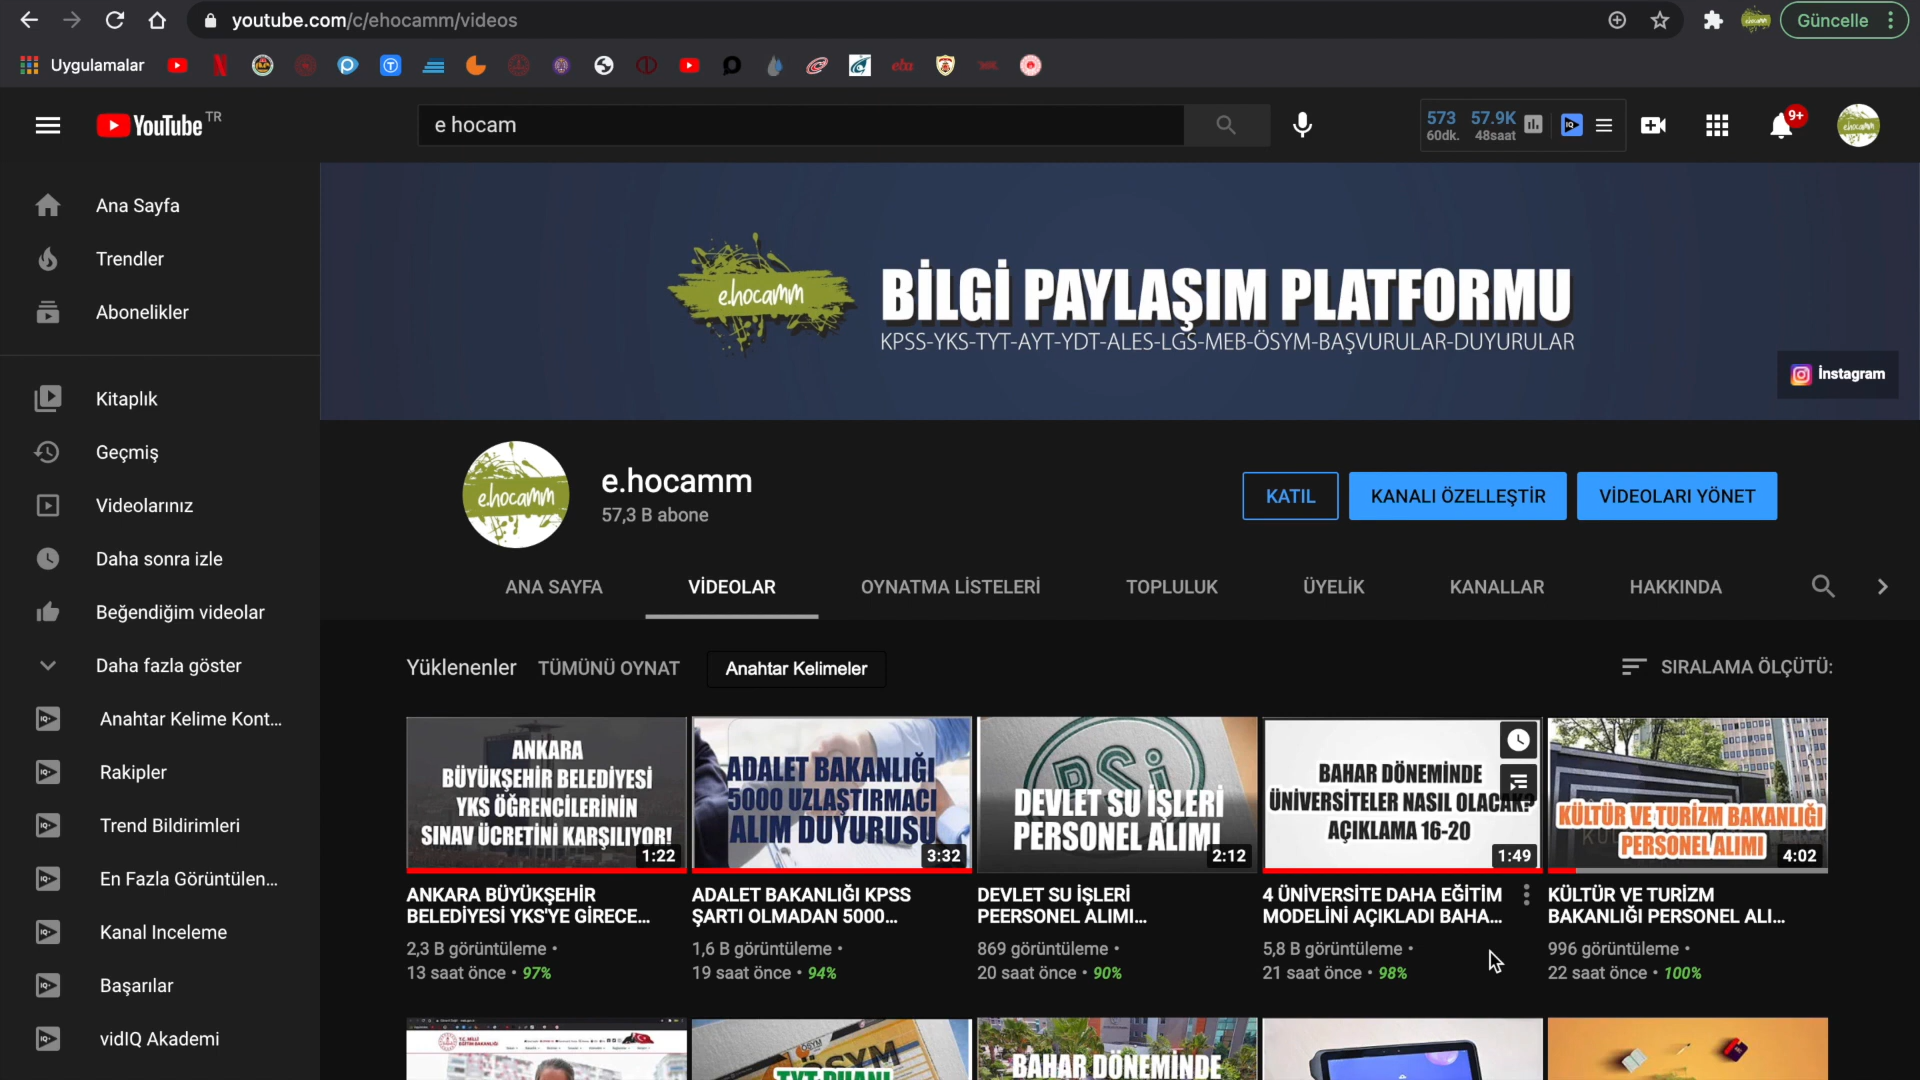 youtube.com/c/ehocamm/videos
Güncelle
Uygulamalar
YouTube TR
e hocam
573 57.9K
60dk. 48saat
9+
Ana Sayfa
Trendler
Abonelikler
Kitaplık
Geçmiş
Videolarınız
Daha sonra izle
Beğendiğim videolar
Daha fazla göster
Anahtar Kelime Kont...
Rakipler
Trend Bildirimleri
En Fazla Görüntülen...
Kanal Inceleme
Başarılar
vidIQ Akademi
e.hocamm
BİLGİ PAYLAŞIM PLATFORMU
KPSS-YKS-TYT-AYT-YDT-ALES-LGS-MEB-ÖSYM-BAŞVURULAR-DUYURULAR
İnstagram
e.hocamm
e.hocamm
57,3 B abone
KATIL
KANALI ÖZELLEŞTİR
VİDEOLARI YÖNET
ANA SAYFA
VİDEOLAR
OYNATMA LİSTELERİ
TOPLULUK
ÜYELİK
KANALLAR
HAKKINDA
Yüklenenler
TÜMÜNÜ OYNAT
Anahtar Kelimeler
SIRALAMA ÖLÇÜTÜ:
ANKARA
BÜYÜKŞEHİR BELEDİYESİ
YKS ÖĞRENCİLERİNİN
SINAV ÜCRETİNİ KARŞILIYOR!
1:22
ANKARA BÜYÜKŞEHİR
BELEDİYESİ YKS'YE GİRECE...
2,3 B görüntüleme •
13 saat önce • 97%
ADALET BAKANLIĞI
5000 UZLAŞTIRMACI
ALIM DUYURUSU
3:32
ADALET BAKANLIĞI KPSS
ŞARTI OLMADAN 5000...
1,6 B görüntüleme •
19 saat önce • 94%
DSİ
DEVLET SU İŞLERİ
PERSONEL ALIMI
2:12
DEVLET SU İŞLERİ
PEERSONEL ALIMI...
869 görüntüleme •
20 saat önce • 90%
BAHAR DÖNEMİNDE
ÜNİVERSİTELER NASIL OLACAK?
AÇIKLAMA 16-20
1:49
4 ÜNİVERSİTE DAHA EĞİTİM
MODELİNİ AÇIKLADI BAHA...
5,8 B görüntüleme •
21 saat önce • 98%
KÜLTÜR VE TURİZM BAKANLIĞI
PERSONEL ALIMI
4:02
KÜLTÜR VE TURİZM
BAKANLIĞI PERSONEL ALI...
996 görüntüleme •
22 saat önce • 100%
ÖSYM
TYT PUANI
BAHAR DÖNEMİNDE